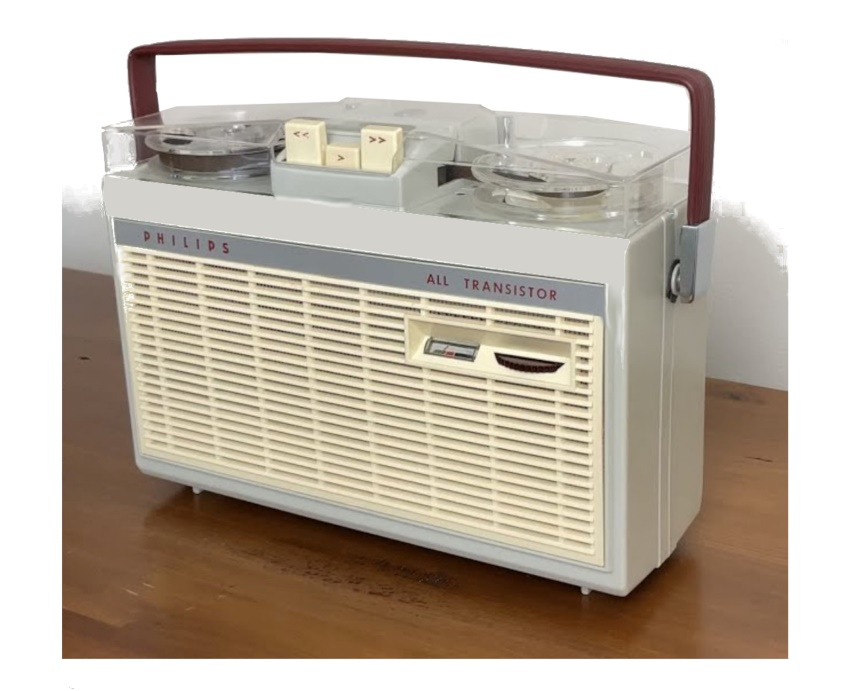 << >>
>
PHILIPS
ALL TRANSISTOR